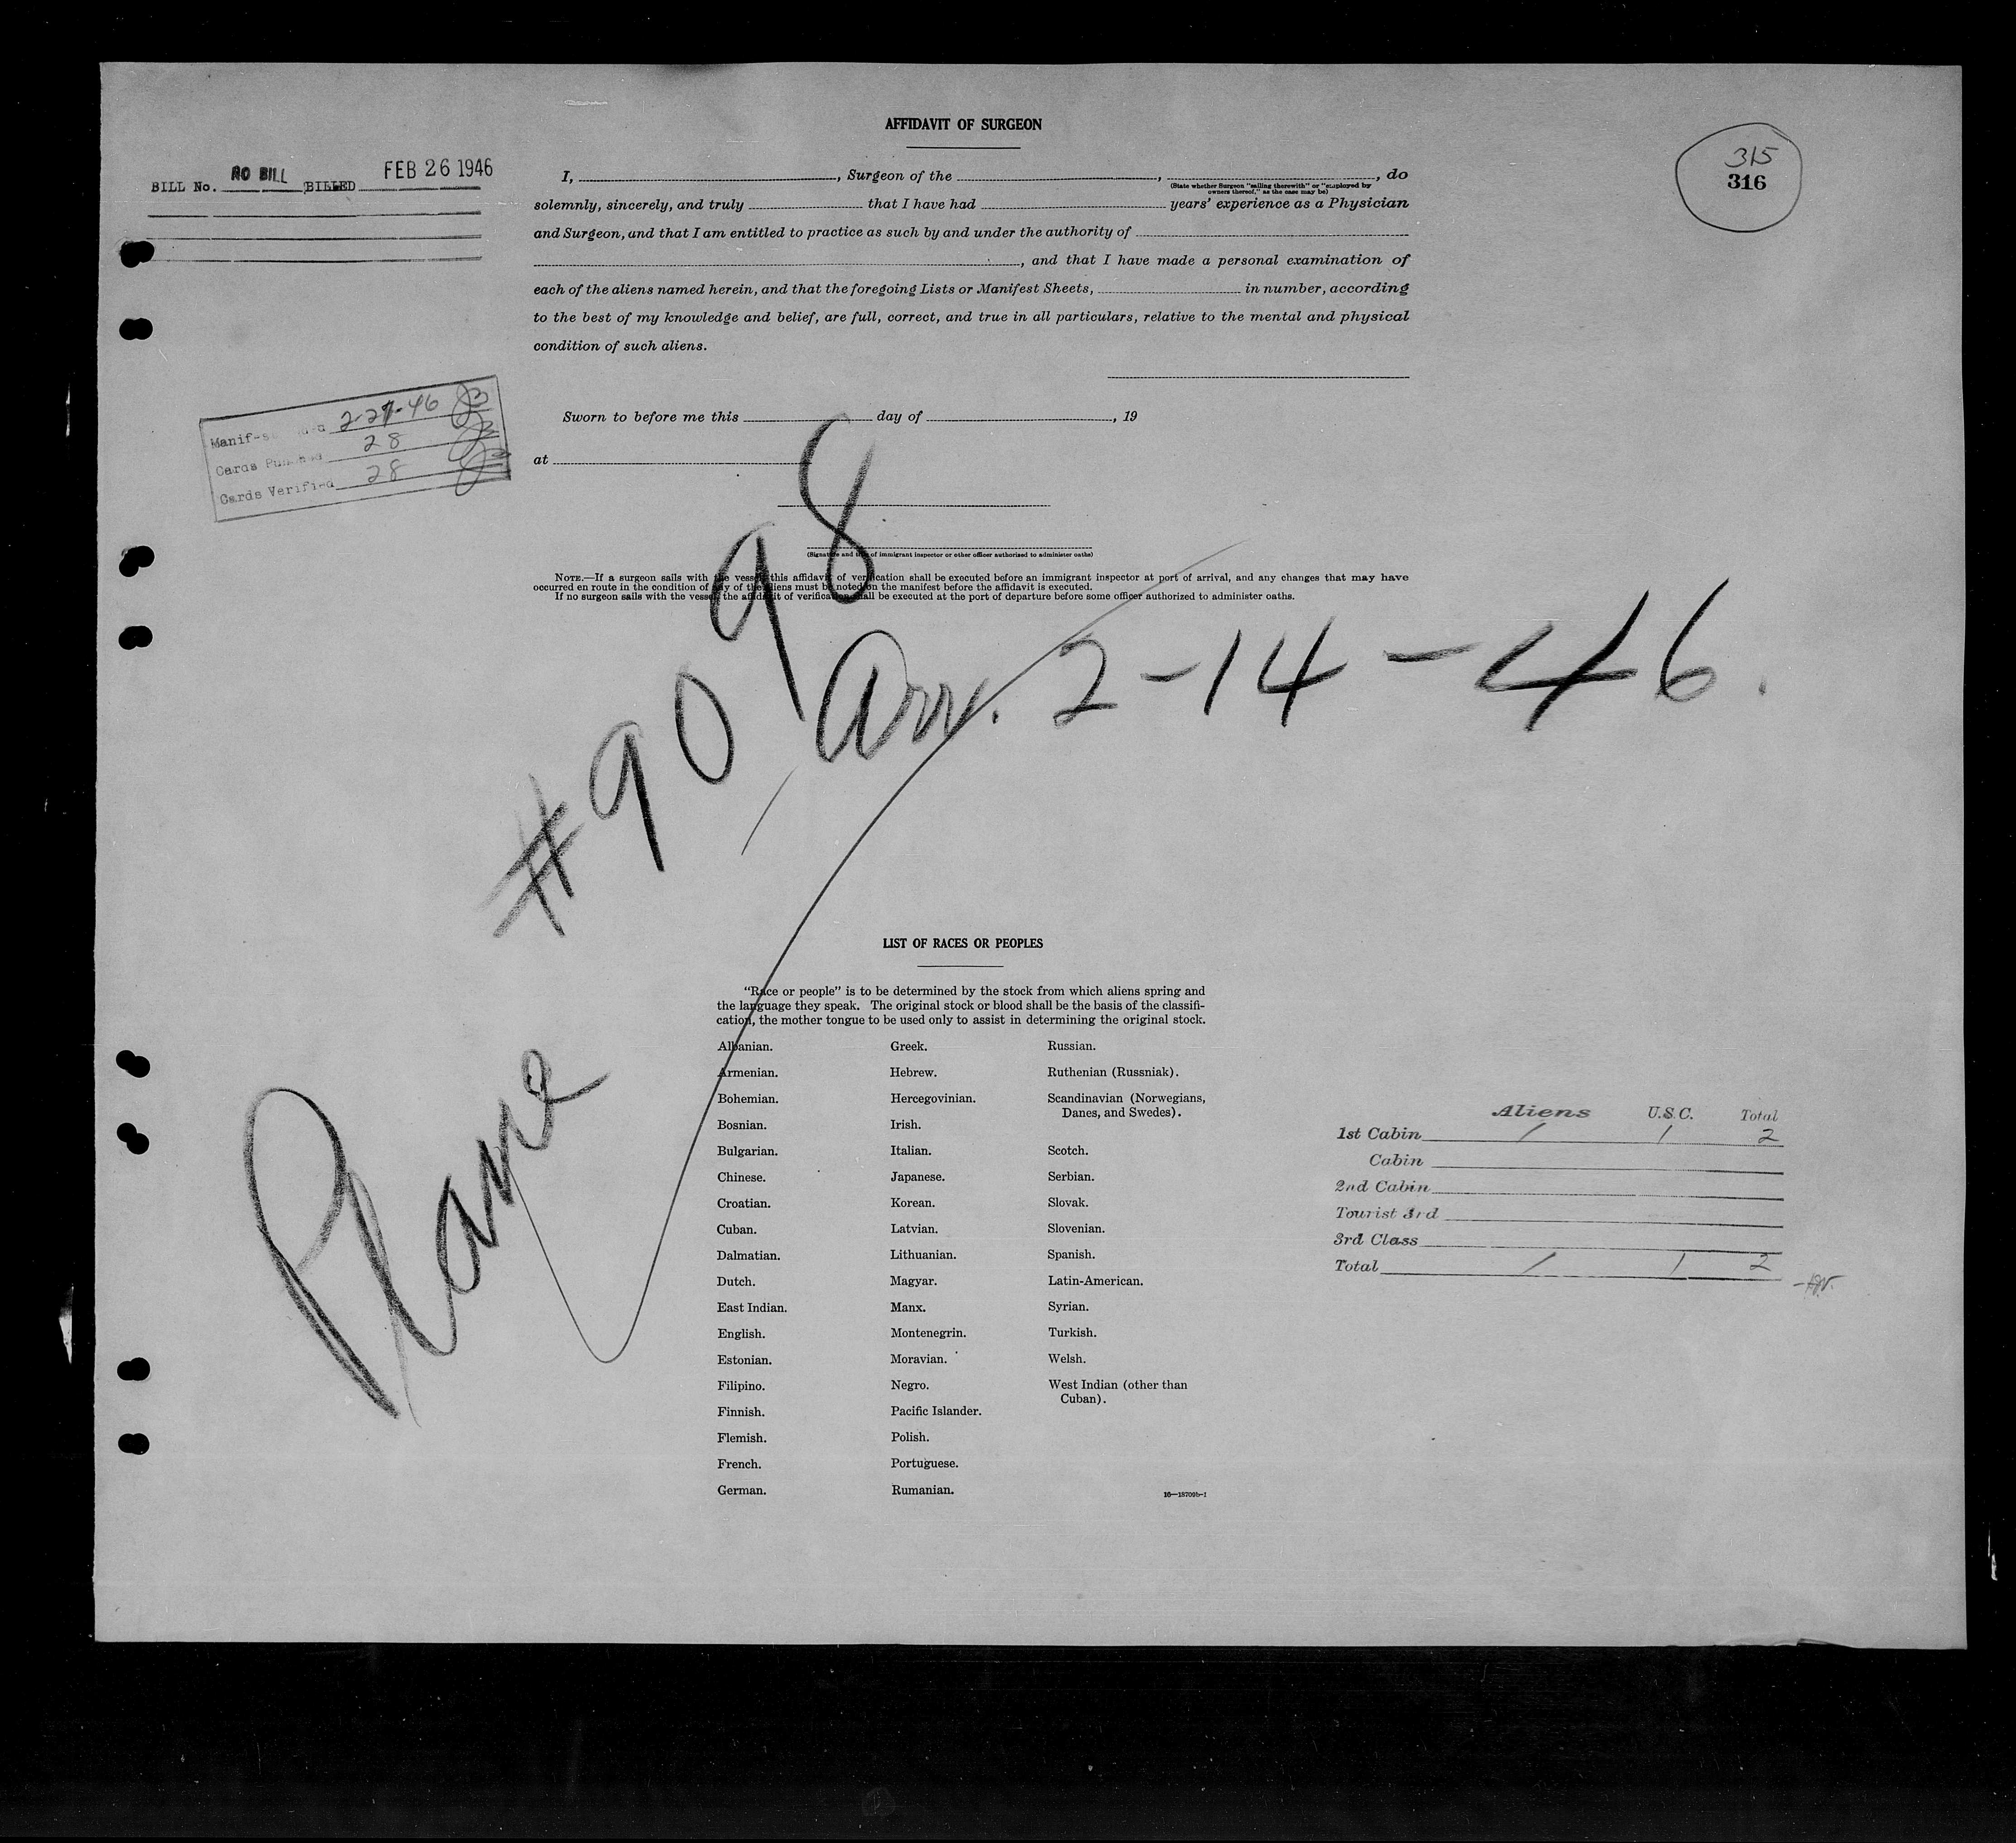 AFFIDAVIT OF SURGEON
315
316
BILL No. NO BILL BILLED FEB 26 1946
I, , Surgeon of the , , do
(State whether Surgeon "sailing therewith" or "employed by
owners thereof," as the case may be)
solemnly, sincerely, and truly that I have had years' experience as a Physician
and Surgeon, and that I am entitled to practice as such by and under the authority of
, and that I have made a personal examination of
each of the aliens named herein, and that the foregoing Lists or Manifest Sheets, in number, according
to the best of my knowledge and belief, are full, correct, and true in all particulars, relative to the mental and physical
condition of such aliens.
2-27-46
Cards Punched 28
Cards Verified 28
Sworn to before me this day of , 19
at
(Signature and title of immigrant inspector or other officer authorized to administer oaths)
NOTE.—If a surgeon sails with the vessel, this affidavit of verification shall be executed before an immigrant inspector at port of arrival, and any changes that may have
occurred en route in the condition of any of the aliens must be noted on the manifest before the affidavit is executed.
If no surgeon sails with the vessel, the affidavit of verification shall be executed at the port of departure before some officer authorized to administer oaths.
Plane #9098
Arr. 2-14-46.
LIST OF RACES OR PEOPLES
"Race or people" is to be determined by the stock from which aliens spring and
the language they speak. The original stock or blood shall be the basis of the classifi-
cation, the mother tongue to be used only to assist in determining the original stock.
Albanian.
Armenian.
Bohemian.
Bosnian.
Bulgarian.
Chinese.
Croatian.
Cuban.
Dalmatian.
Dutch.
East Indian.
English.
Estonian.
Filipino.
Finnish.
Flemish.
French.
German.
Greek.
Hebrew.
Hercegovinian.
Irish.
Italian.
Japanese.
Korean.
Latvian.
Lithuanian.
Magyar.
Manx.
Montenegrin.
Moravian.
Negro.
Pacific Islander.
Polish.
Portuguese.
Rumanian.
Russian.
Ruthenian (Russniak).
Scandinavian (Norwegians,
Danes, and Swedes).
Scotch.
Serbian.
Slovak.
Slovenian.
Spanish.
Latin-American.
Syrian.
Turkish.
Welsh.
West Indian (other than
Cuban).
16—18709b-1
Aliens U.S.C. Total
1st Cabin 1 1 2
Cabin
2nd Cabin
Tourist 3rd
3rd Class
Total 1 1 2